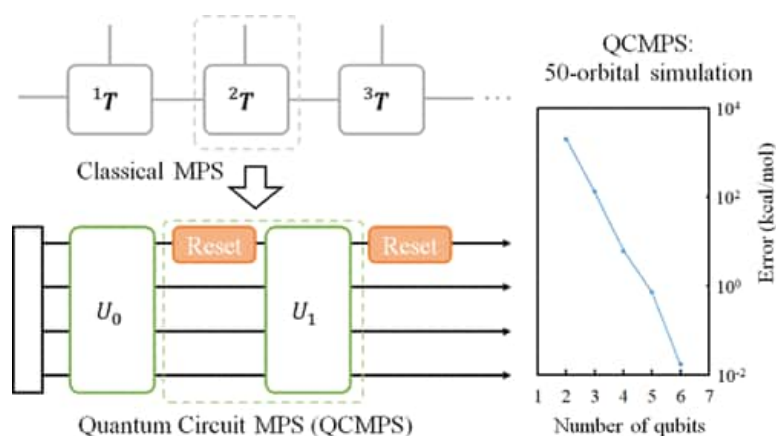 ¹T ²T ³T ...
Classical MPS
Reset Reset
U₀ U₁
Quantum Circuit MPS (QCMPS)
QCMPS:
50-orbital simulation
10⁴
10²
10⁰
10⁻²
Error (kcal/mol)
1 2 3 4 5 6 7
Number of qubits